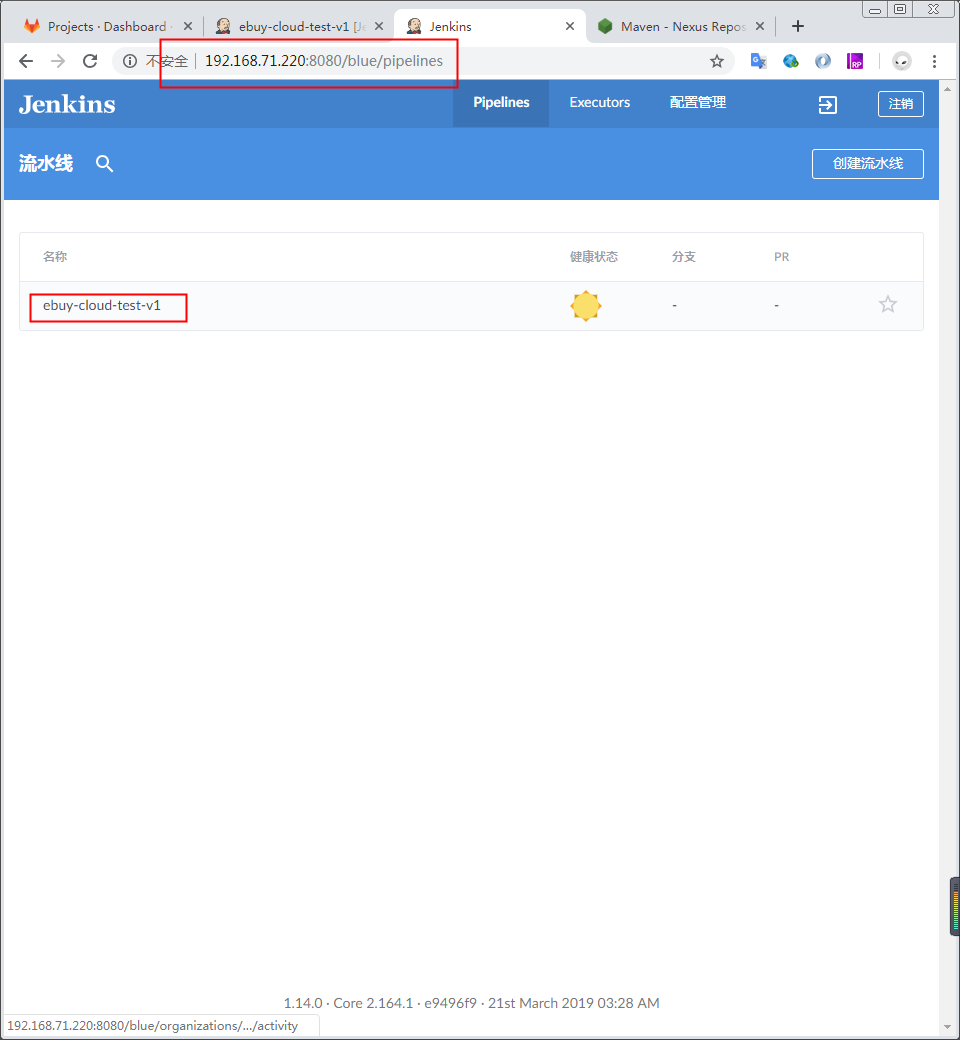 Projects · Dashboard
ebuy-cloud-test-v1 [Je
Jenkins
Maven - Nexus Repos
不安全 192.168.71.220:8080/blue/pipelines
RP
Jenkins
Pipelines
Executors
配置管理
注销
流水线
创建流水线
名称
健康状态
分支
PR
ebuy-cloud-test-v1
-
-
1.14.0 · Core 2.164.1 · e9496f9 · 21st March 2019 03:28 AM
192.168.71.220:8080/blue/organizations/.../activity